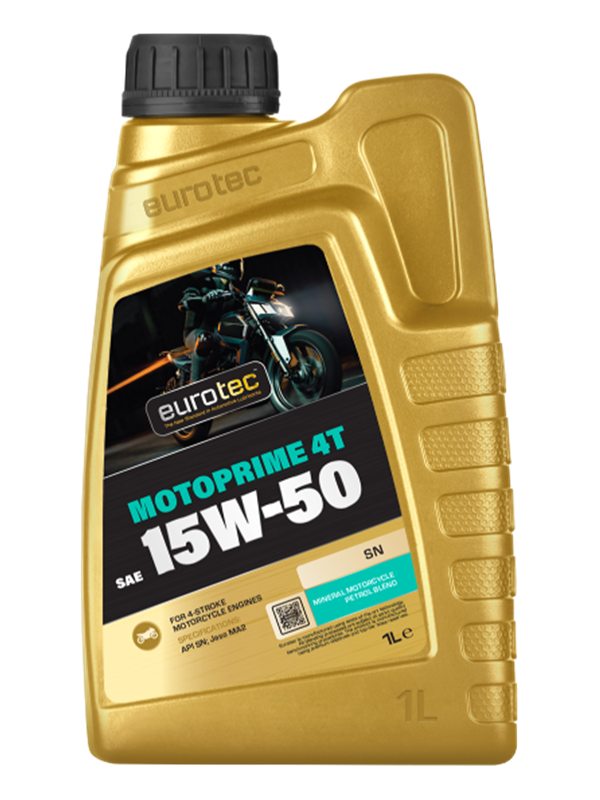 eurotec
eurotec™
The New Standard in Automotive Lubricants
MOTOPRIME 4T
SAE 15W-50
SN
MINERAL MOTORCYCLE
PETROL BLEND
FOR 4-STROKE
MOTORCYCLE ENGINES
SPECIFICATIONS:
API SN; Jaso MA2
1L e
1L